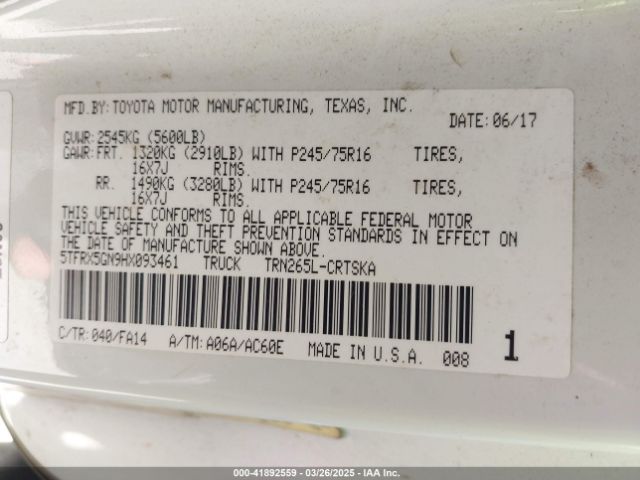 MFD.BY:TOYOTA MOTOR MANUFACTURING, TEXAS, INC.
DATE:06/17
GVWR:2545KG (5600LB)
GAWR:FRT. 1320KG (2910LB) WITH P245/75R16 TIRES,
16X7J RIMS.
RR. 1490KG (3280LB) WITH P245/75R16 TIRES,
16X7J RIMS.
THIS VEHICLE CONFORMS TO ALL APPLICABLE FEDERAL MOTOR
VEHICLE SAFETY AND THEFT PREVENTION STANDARDS IN EFFECT ON
THE DATE OF MANUFACTURE SHOWN ABOVE.
5TFRX5GN9HX093461 TRUCK TRN265L-CRTSKA
C/TR:040/FA14 A/TM:A06A/AC60E MADE IN U.S.A. 008 1
000-41892559 - 03/26/2025 - IAA Inc.